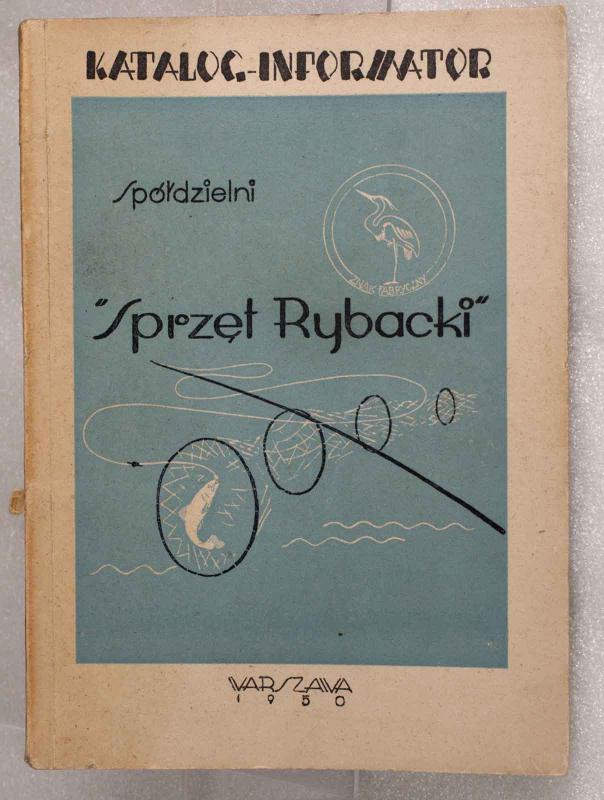 KATALOG-INFORMATOR
Spółdzielni
ZNAK FABRYCZNY
"Sprzęt Rybacki"
WARSZAWA
1950